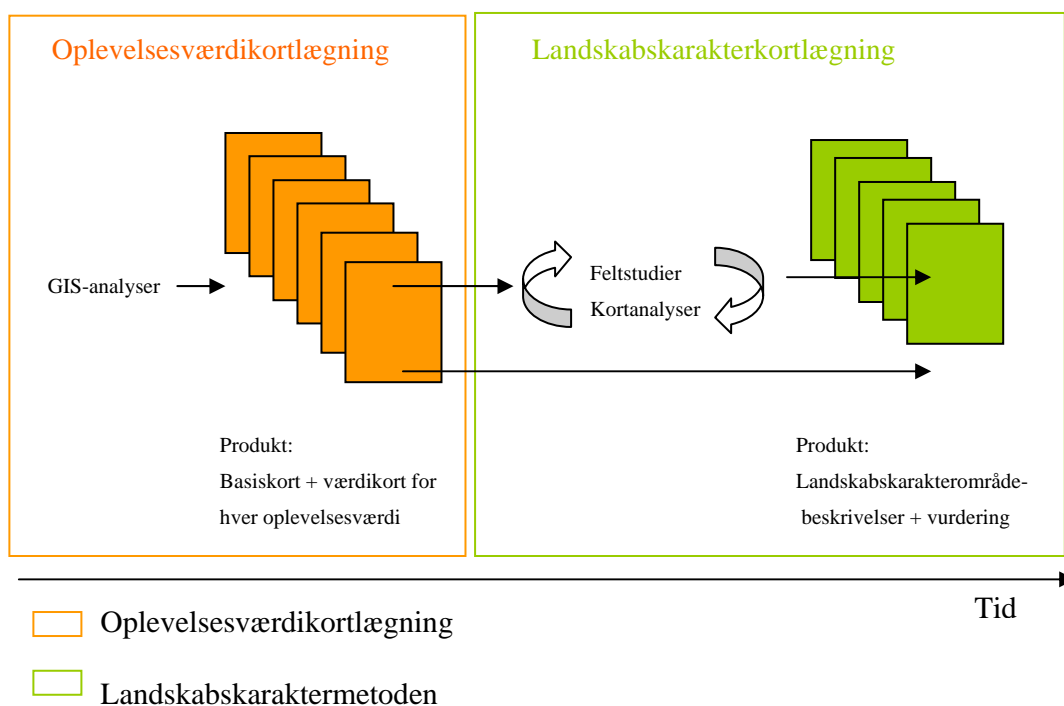 Oplevelsesværdikortlægning
Landskabskarakterkortlægning
GIS-analyser
Feltstudier
Kortanalyser
Produkt:
Basiskort + værdikort for
hver oplevelsesværdi
Produkt:
Landskabskarakterområde-
beskrivelser + vurdering
Tid
Oplevelsesværdikortlægning
Landskabskaraktermetoden